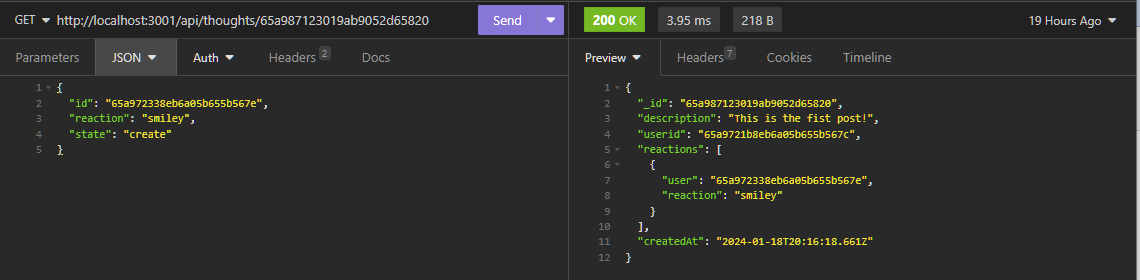 GET http://localhost:3001/api/thoughts/65a987123019ab9052d65820 Send
Parameters JSON Auth Headers 2 Docs
1 {
2 "id": "65a972338eb6a05b655b567e",
3 "reaction": "smiley",
4 "state": "create"
5 }
200 OK 3.95 ms 218 B 19 Hours Ago
Preview Headers 7 Cookies Timeline
1 {
2 "_id": "65a987123019ab9052d65820",
3 "description": "This is the fist post!",
4 "userid": "65a9721b8eb6a05b655b567c",
5 "reactions": [
6 {
7 "user": "65a972338eb6a05b655b567e",
8 "reaction": "smiley"
9 }
10 ],
11 "createdAt": "2024-01-18T20:16:18.661Z"
12 }